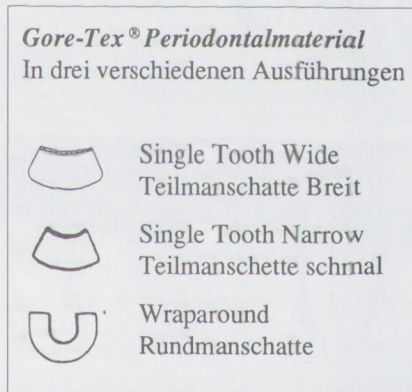 Gore-Tex ® Periodontalmaterial
In drei verschiedenen Ausführungen
Single Tooth Wide
Teilmanschatte Breit
Single Tooth Narrow
Teilmanschette schmal
Wraparound
Rundmanschatte